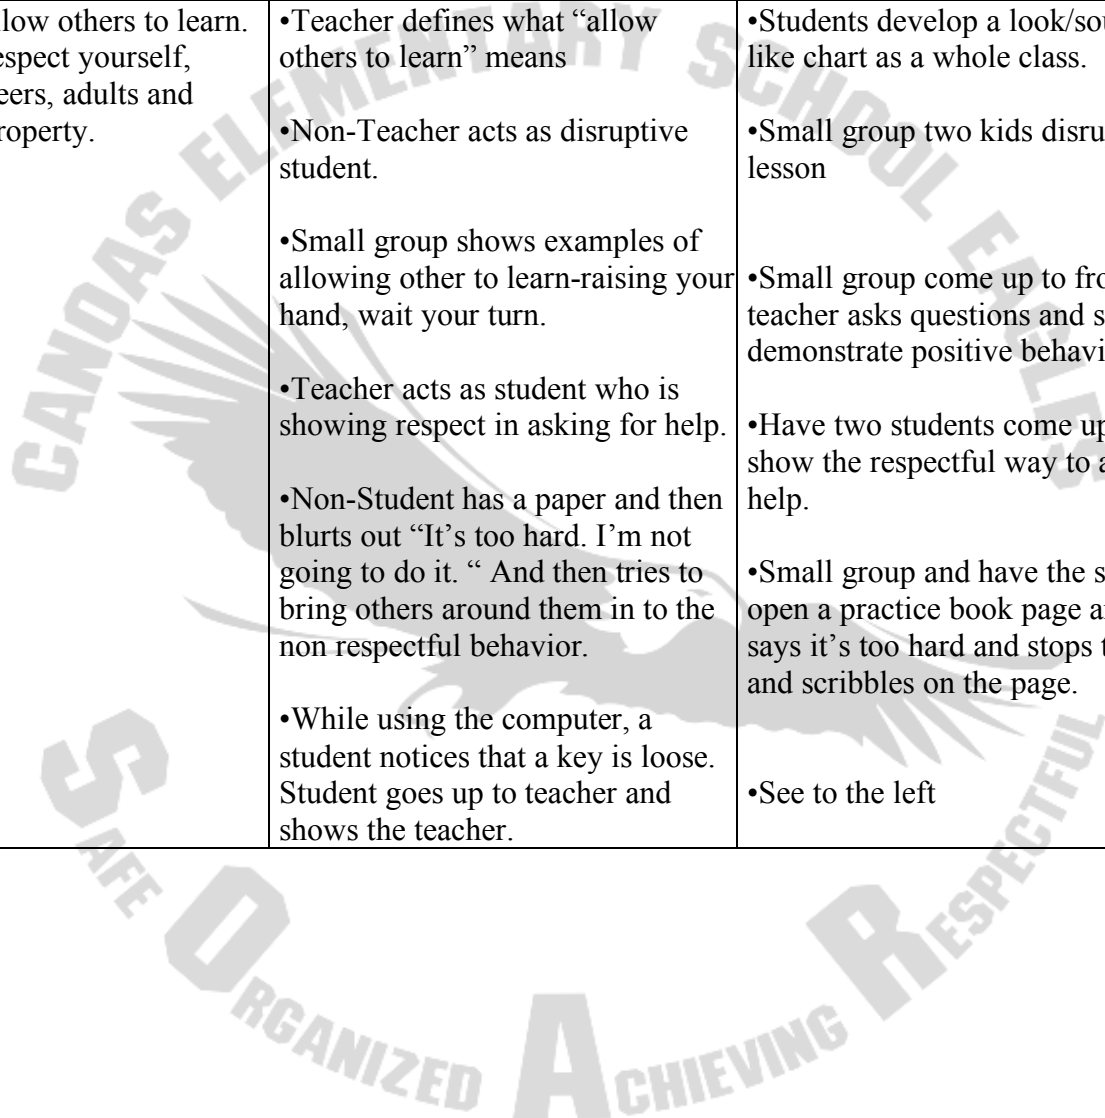 llow others to learn.
espect yourself,
eers, adults and
roperty.
•Teacher defines what “allow
others to learn” means
•Non-Teacher acts as disruptive
student.
•Small group shows examples of
allowing other to learn-raising your
hand, wait your turn.
•Teacher acts as student who is
showing respect in asking for help.
•Non-Student has a paper and then
blurts out “It’s too hard. I’m not
going to do it. “ And then tries to
bring others around them in to the
non respectful behavior.
•While using the computer, a
student notices that a key is loose.
Student goes up to teacher and
shows the teacher.
•Students develop a look/sou
like chart as a whole class.
•Small group two kids disru
lesson
•Small group come up to fro
teacher asks questions and s
demonstrate positive behavi
•Have two students come up
show the respectful way to a
help.
•Small group and have the s
open a practice book page a
says it’s too hard and stops t
and scribbles on the page.
•See to the left
CANOAS ELEMENTARY SCHOOL EAGLES
SAFE ORGANIZED ACHIEVING RESPECTFUL